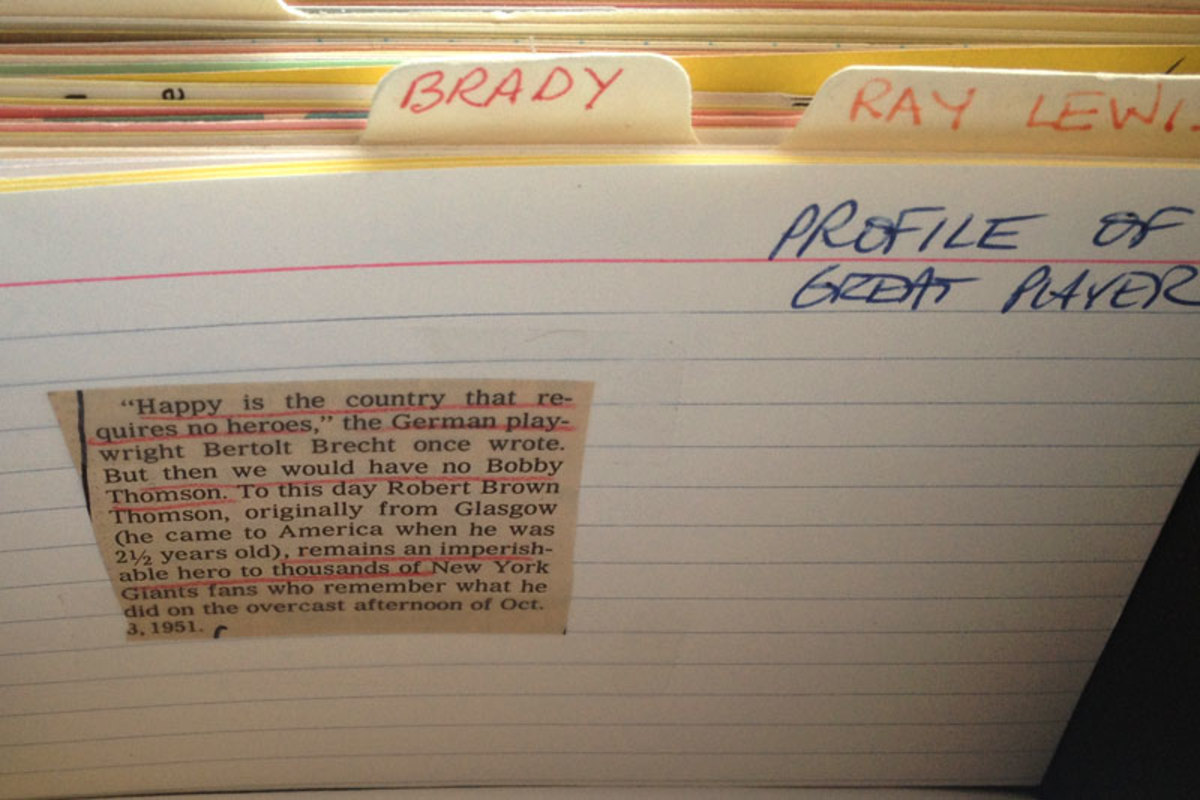 BRADY
RAY LEWI
PROFILE OF
GREAT PLAYER
“Happy is the country that re-
quires no heroes,” the German play-
wright Bertolt Brecht once wrote.
But then we would have no Bobby
Thomson. To this day Robert Brown
Thomson, originally from Glasgow
(he came to America when he was
2½ years old), remains an imperish-
able hero to thousands of New York
Giants fans who remember what he
did on the overcast afternoon of Oct.
3, 1951.